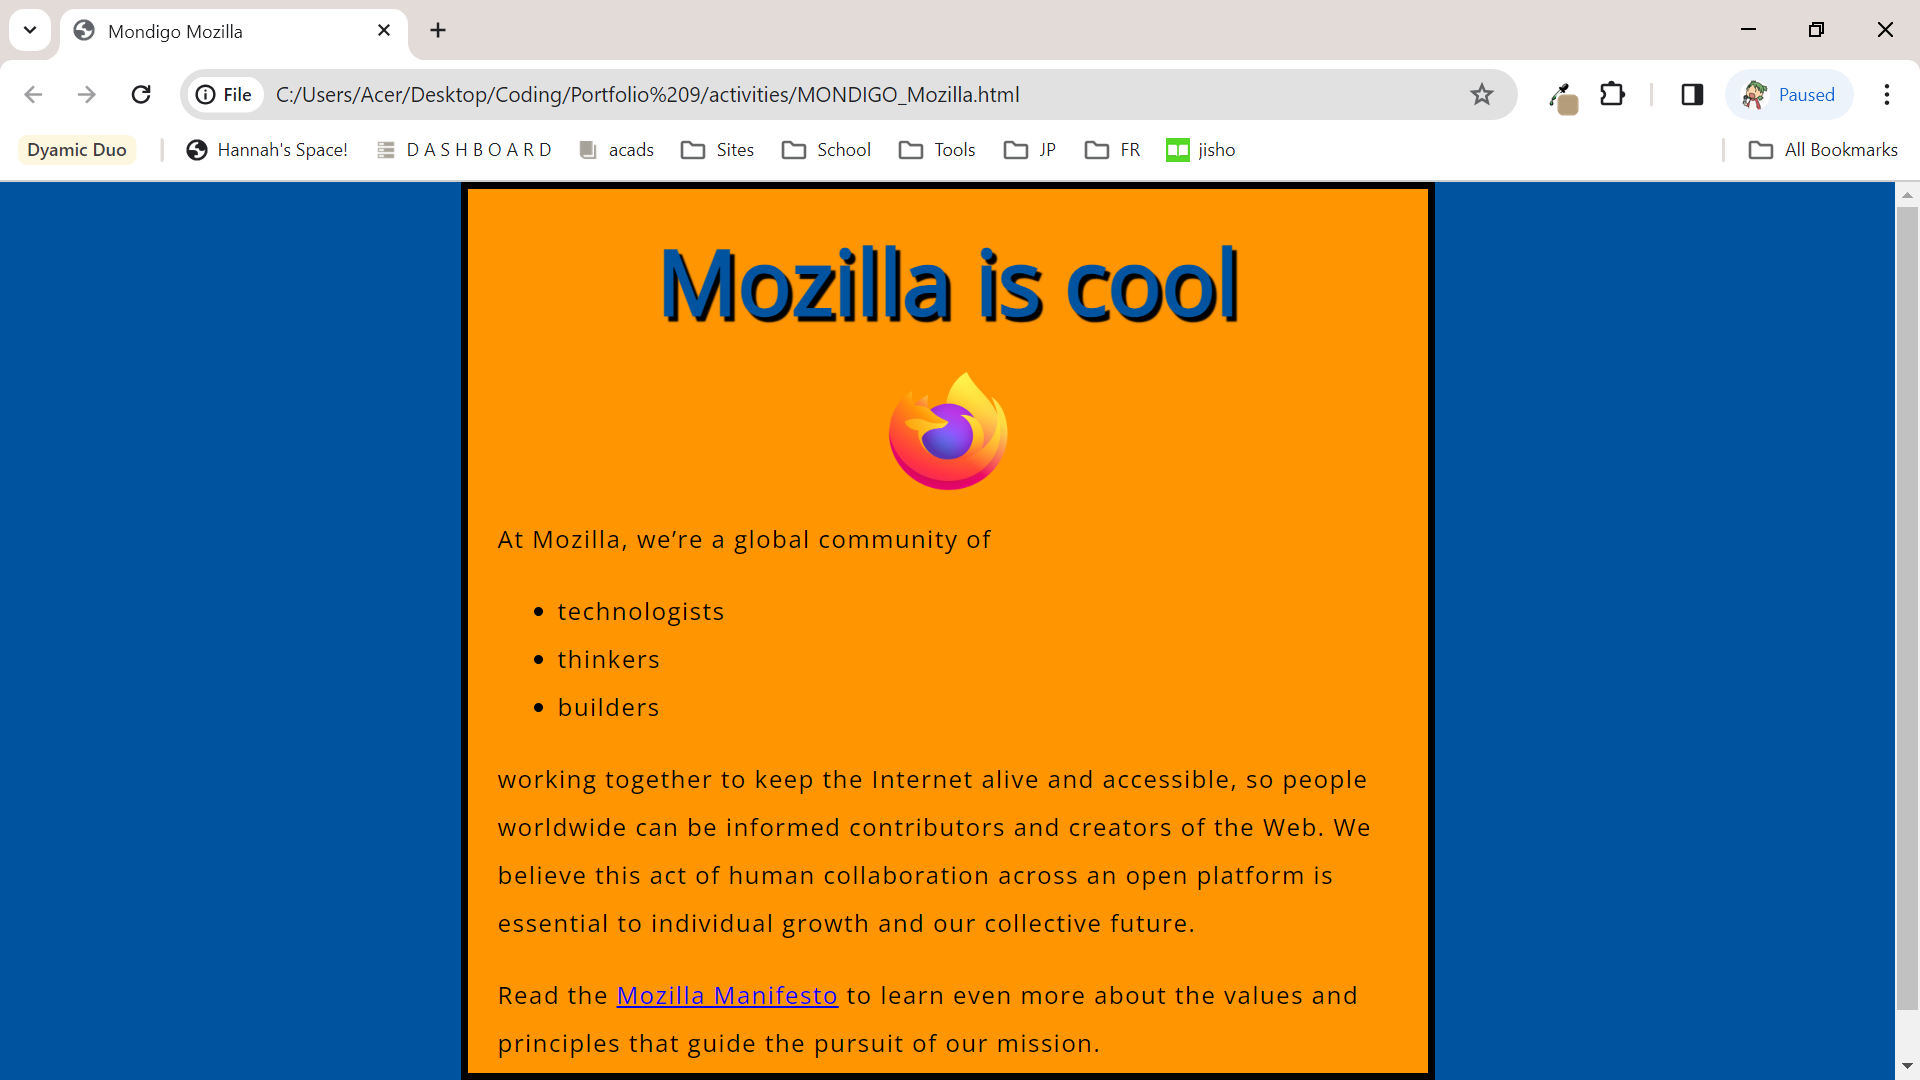 Mondigo Mozilla
File
C:/Users/Acer/Desktop/Coding/Portfolio%209/activities/MONDIGO_Mozilla.html
Paused
Dyamic Duo
Hannah's Space!
D A S H B O A R D
acads
Sites
School
Tools
JP
FR
jisho
All Bookmarks
Mozilla is cool
At Mozilla, we’re a global community of
technologists
thinkers
builders
working together to keep the Internet alive and accessible, so people
worldwide can be informed contributors and creators of the Web. We
believe this act of human collaboration across an open platform is
essential to individual growth and our collective future.
Read the Mozilla Manifesto to learn even more about the values and
principles that guide the pursuit of our mission.